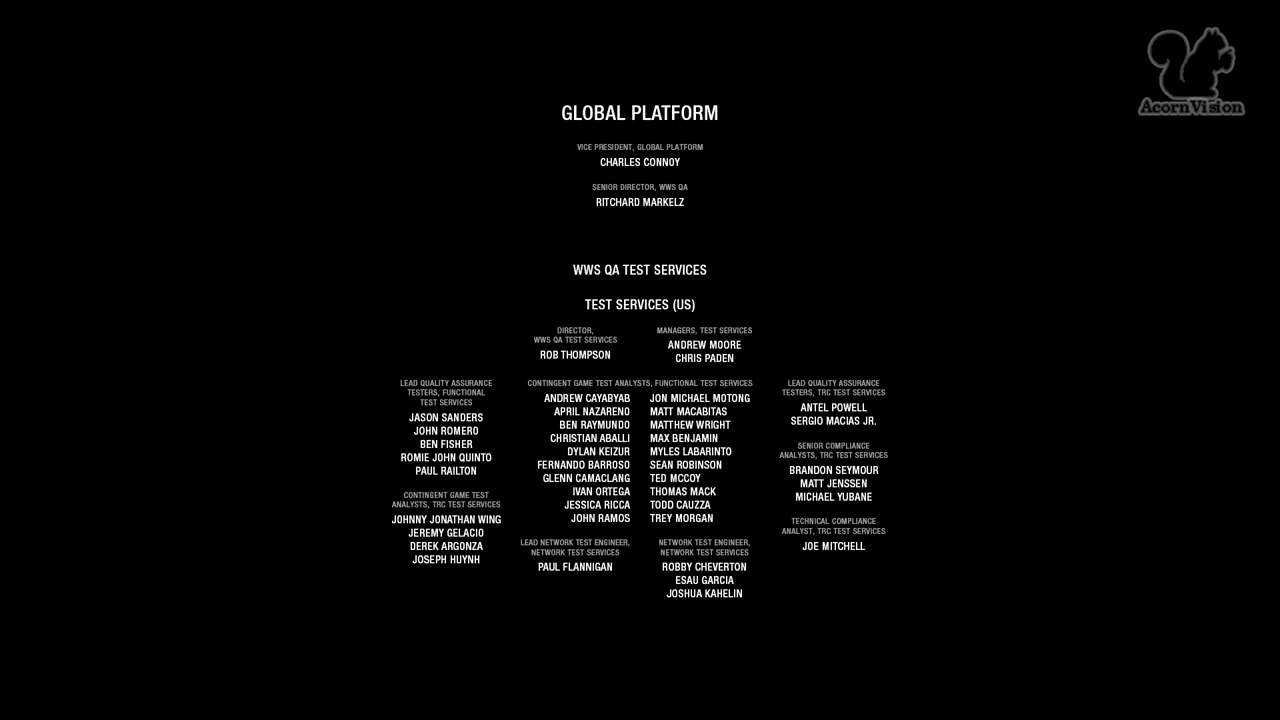 AcornVision
GLOBAL PLATFORM
VICE PRESIDENT, GLOBAL PLATFORM
CHARLES CONNOY
SENIOR DIRECTOR, WWS QA
RITCHARD MARKELZ
WWS QA TEST SERVICES
TEST SERVICES (US)
DIRECTOR,
WWS QA TEST SERVICES
ROB THOMPSON
MANAGERS, TEST SERVICES
ANDREW MOORE
CHRIS PADEN
LEAD QUALITY ASSURANCE
TESTERS, FUNCTIONAL
TEST SERVICES
JASON SANDERS
JOHN ROMERO
BEN FISHER
ROMIE JOHN QUINTO
PAUL RAILTON
CONTINGENT GAME TEST
ANALYSTS, TRC TEST SERVICES
JOHNNY JONATHAN WING
JEREMY GELACIO
DEREK ARGONZA
JOSEPH HUYNH
CONTINGENT GAME TEST ANALYSTS, FUNCTIONAL TEST SERVICES
ANDREW CAYABYAB
APRIL NAZARENO
BEN RAYMUNDO
CHRISTIAN ABALLI
DYLAN KEIZUR
FERNANDO BARROSO
GLENN CAMACLANG
IVAN ORTEGA
JESSICA RICCA
JOHN RAMOS
JON MICHAEL MOTONG
MATT MACABITAS
MATTHEW WRIGHT
MAX BENJAMIN
MYLES LABARINTO
SEAN ROBINSON
TED MCCOY
THOMAS MACK
TODD CAUZZA
TREY MORGAN
LEAD NETWORK TEST ENGINEER,
NETWORK TEST SERVICES
PAUL FLANNIGAN
NETWORK TEST ENGINEER,
NETWORK TEST SERVICES
ROBBY CHEVERTON
ESAU GARCIA
JOSHUA KAHELIN
LEAD QUALITY ASSURANCE
TESTERS, TRC TEST SERVICES
ANTEL POWELL
SERGIO MACIAS JR.
SENIOR COMPLIANCE
ANALYSTS, TRC TEST SERVICES
BRANDON SEYMOUR
MATT JENSSEN
MICHAEL YUBANE
TECHNICAL COMPLIANCE
ANALYST, TRC TEST SERVICES
JOE MITCHELL